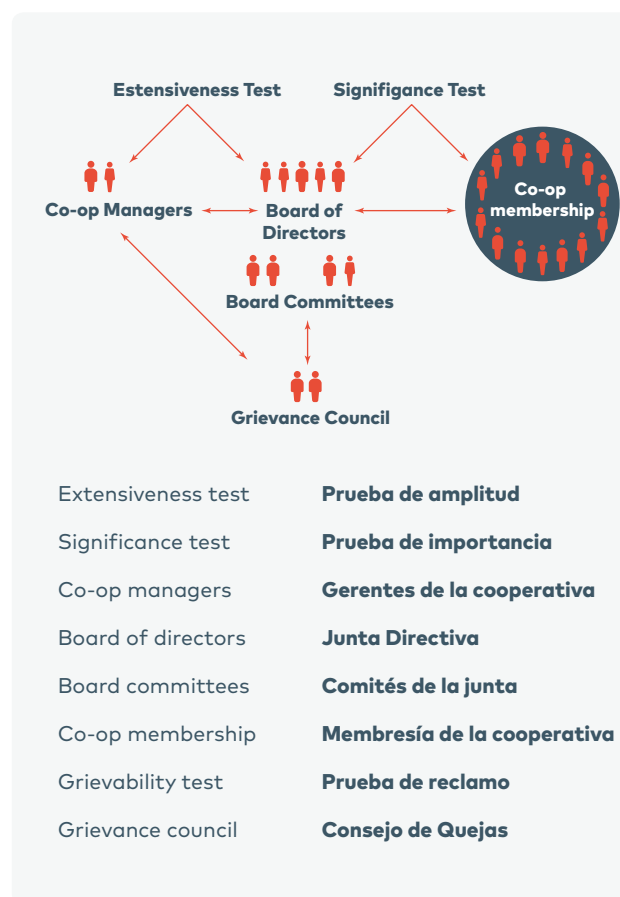 Estensiveness Test
Signifigance Test
Co-op Managers
Board of
Directors
Co-op
membership
Board Committees
Grievance Council
Extensiveness test
Prueba de amplitud
Significance test
Prueba de importancia
Co-op managers
Gerentes de la cooperativa
Board of directors
Junta Directiva
Board committees
Comités de la junta
Co-op membership
Membresía de la cooperativa
Grievability test
Prueba de reclamo
Grievance council
Consejo de Quejas